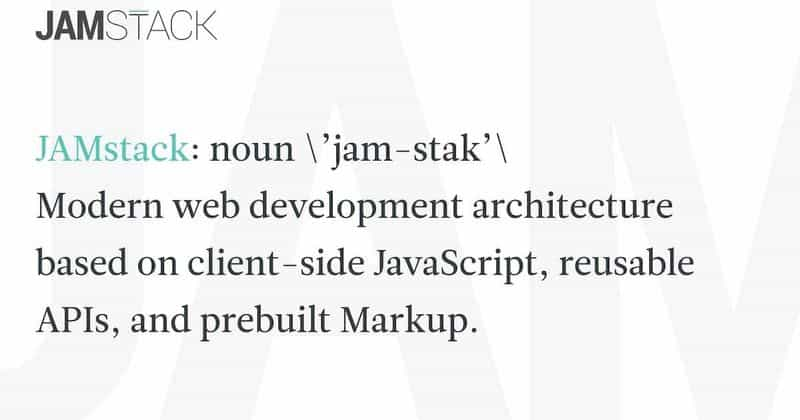 JAMSTACK
JAMstack: noun \’jam-stak’\
Modern web development architecture
based on client-side JavaScript, reusable
APIs, and prebuilt Markup.